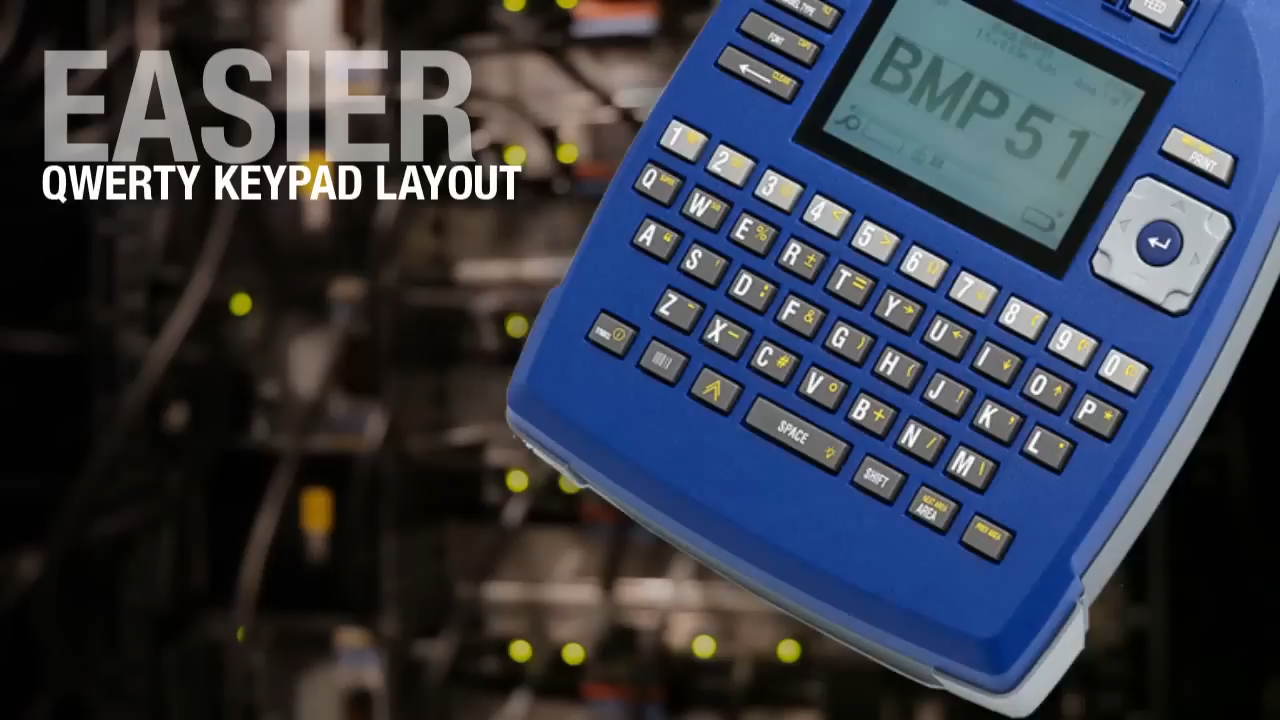 EASIER
QWERTY KEYPAD LAYOUT
FEED
FONT
CLEAR
BMP51
PRINT
1 2 3 4 < 5 > 6 7 8 9 0
Q W E % R ± T = Y → U ← I ↓ O ↑ P *
A " S ' D : F & G ) H ( J ! K , L .
Z - X – C # V ° B + N / M \
SPACE
SHIFT
AREA